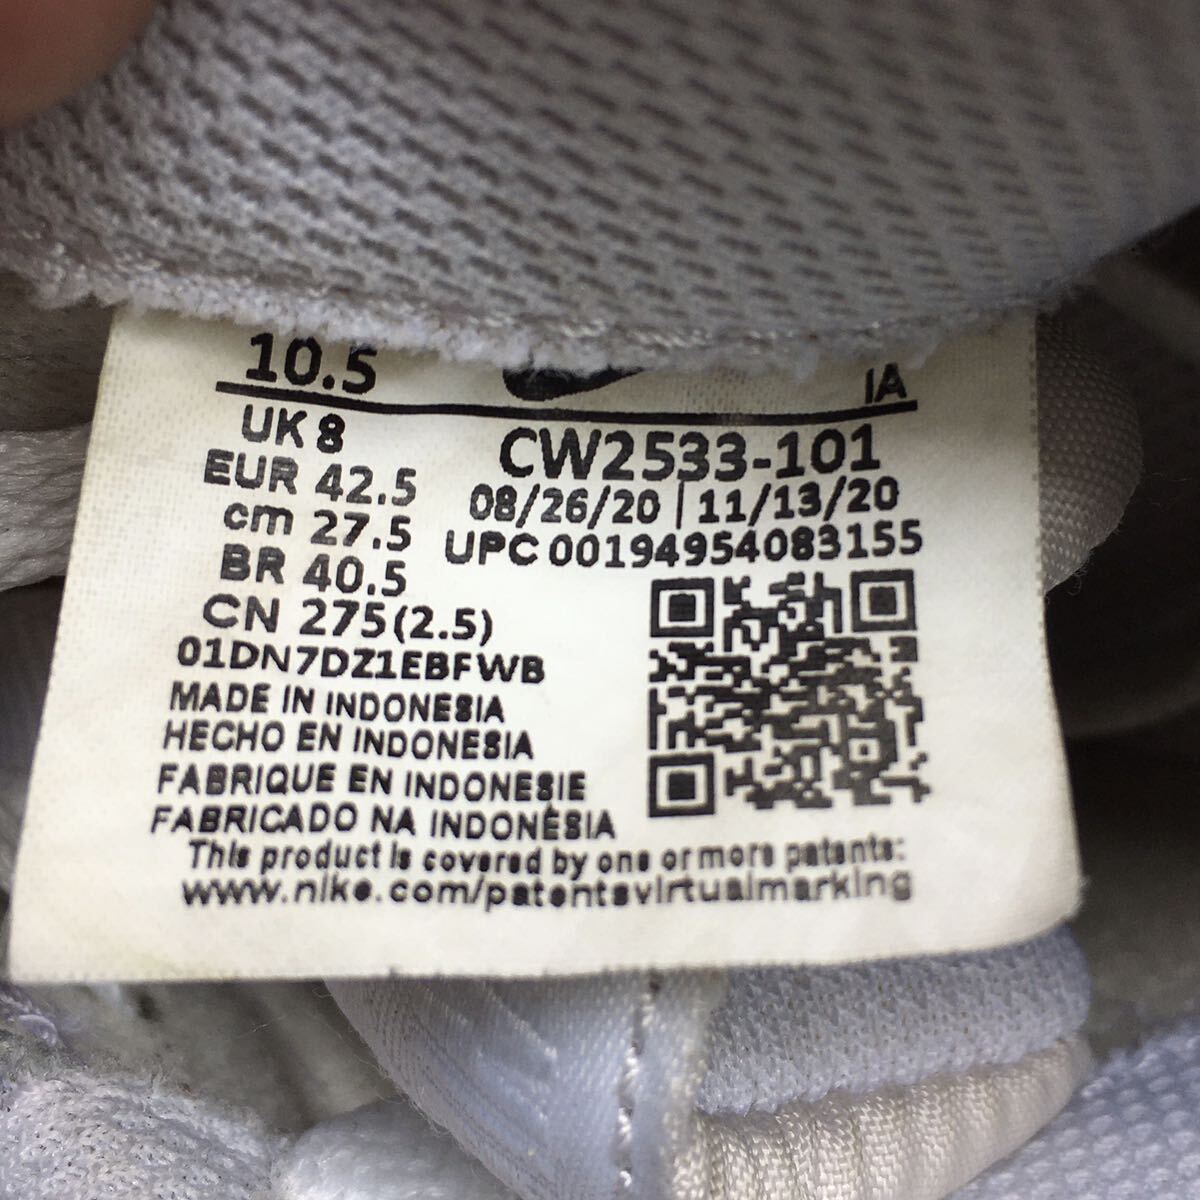 10.5
IA
UK 8
EUR 42.5
cm 27.5
BR 40.5
CN 275(2.5)
CW2533-101
08/26/20 | 11/13/20
UPC 00194954083155
01DN7DZ1EBFWB
MADE IN INDONESIA
HECHO EN INDONESIA
FABRIQUE EN INDONESIE
FABRICADO NA INDONÉSIA
This product is covered by one or more patents:
www.nike.com/patentsvirtualmarking